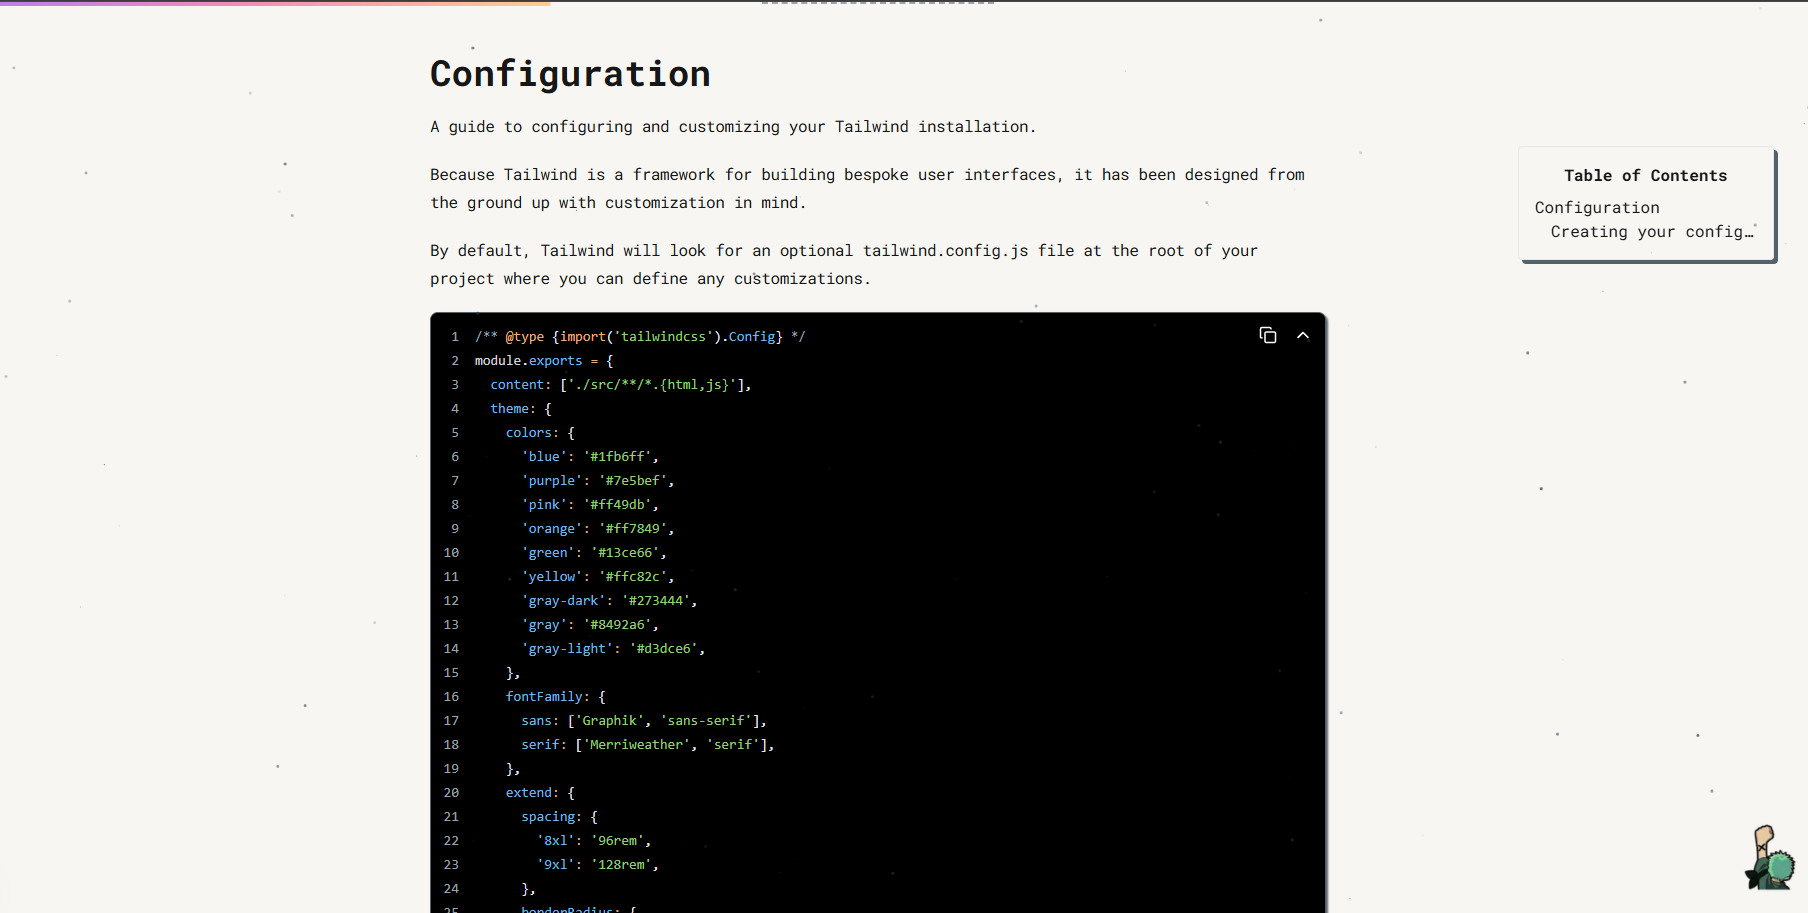 Configuration
A guide to configuring and customizing your Tailwind installation.
Because Tailwind is a framework for building bespoke user interfaces, it has been designed from
the ground up with customization in mind.
By default, Tailwind will look for an optional tailwind.config.js file at the root of your
project where you can define any customizations.
1 /** @type {import('tailwindcss').Config} */
2 module.exports = {
3   content: ['./src/**/*.{html,js}'],
4   theme: {
5     colors: {
6       'blue': '#1fb6ff',
7       'purple': '#7e5bef',
8       'pink': '#ff49db',
9       'orange': '#ff7849',
10       'green': '#13ce66',
11       'yellow': '#ffc82c',
12       'gray-dark': '#273444',
13       'gray': '#8492a6',
14       'gray-light': '#d3dce6',
15     },
16     fontFamily: {
17       sans: ['Graphik', 'sans-serif'],
18       serif: ['Merriweather', 'serif'],
19     },
20     extend: {
21       spacing: {
22         '8xl': '96rem',
23         '9xl': '128rem',
24       },
25       borderRadius: {
Table of Contents
Configuration
Creating your config…